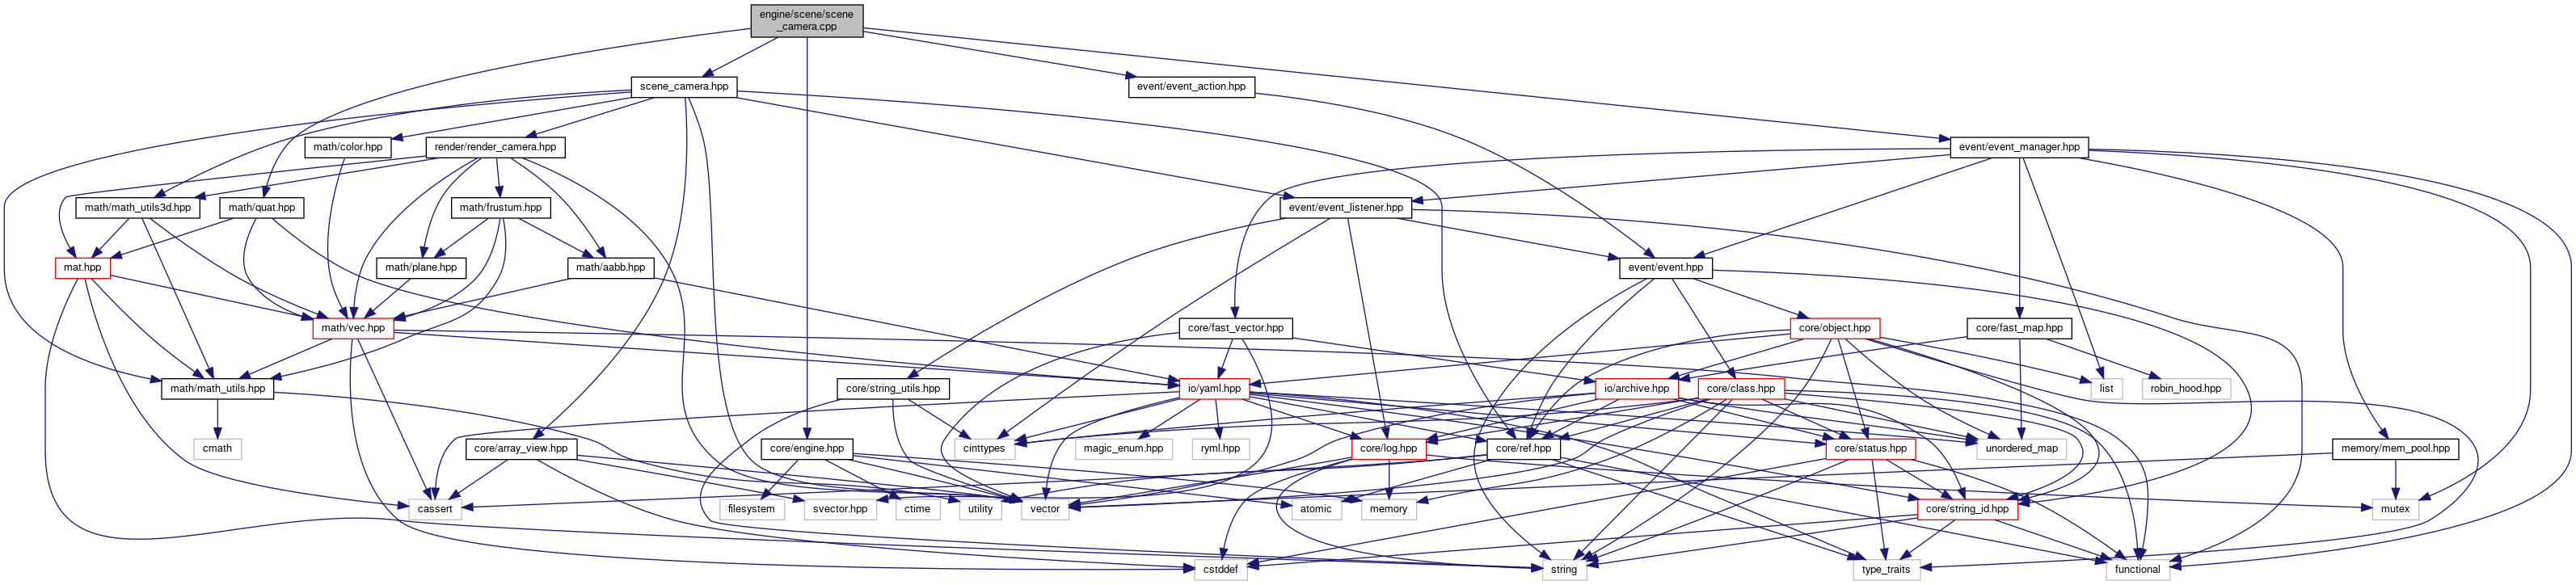 engine/scene/scene
_camera.cpp
scene_camera.hpp
event/event_action.hpp
math/color.hpp
render/render_camera.hpp
event/event_manager.hpp
math/math_utils3d.hpp
math/quat.hpp
math/frustum.hpp
event/event_listener.hpp
mat.hpp
math/plane.hpp
math/aabb.hpp
event/event.hpp
math/vec.hpp
core/fast_vector.hpp
core/object.hpp
core/fast_map.hpp
math/math_utils.hpp
core/string_utils.hpp
io/yaml.hpp
io/archive.hpp
core/class.hpp
list
robin_hood.hpp
cmath
core/array_view.hpp
core/engine.hpp
cinttypes
magic_enum.hpp
ryml.hpp
core/log.hpp
core/ref.hpp
core/status.hpp
unordered_map
memory/mem_pool.hpp
cassert
filesystem
svector.hpp
ctime
utility
vector
atomic
memory
core/string_id.hpp
mutex
cstddef
string
type_traits
functional